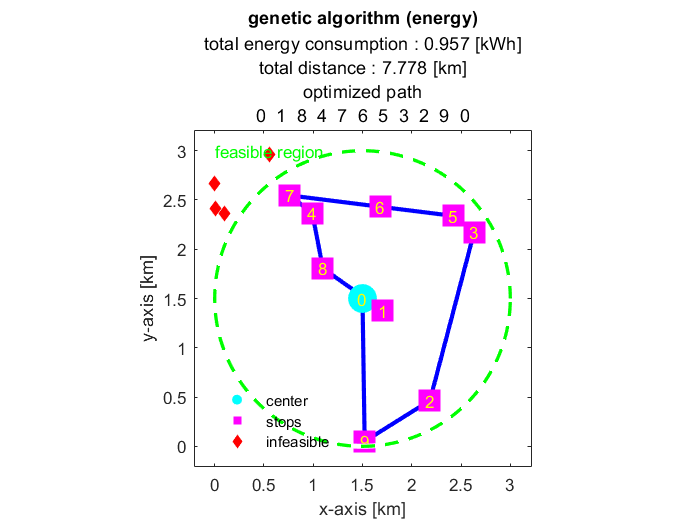 genetic algorithm (energy)
total energy consumption : 0.957 [kWh]
total distance : 7.778 [km]
optimized path
0 1 8 4 7 6 5 3 2 9 0
feasible region
3
2.5
2
1.5
1
0.5
0
y-axis [km]
7
4
6
5
3
8
0
1
2
9
center
stops
infeasible
0 0.5 1 1.5 2 2.5 3
x-axis [km]